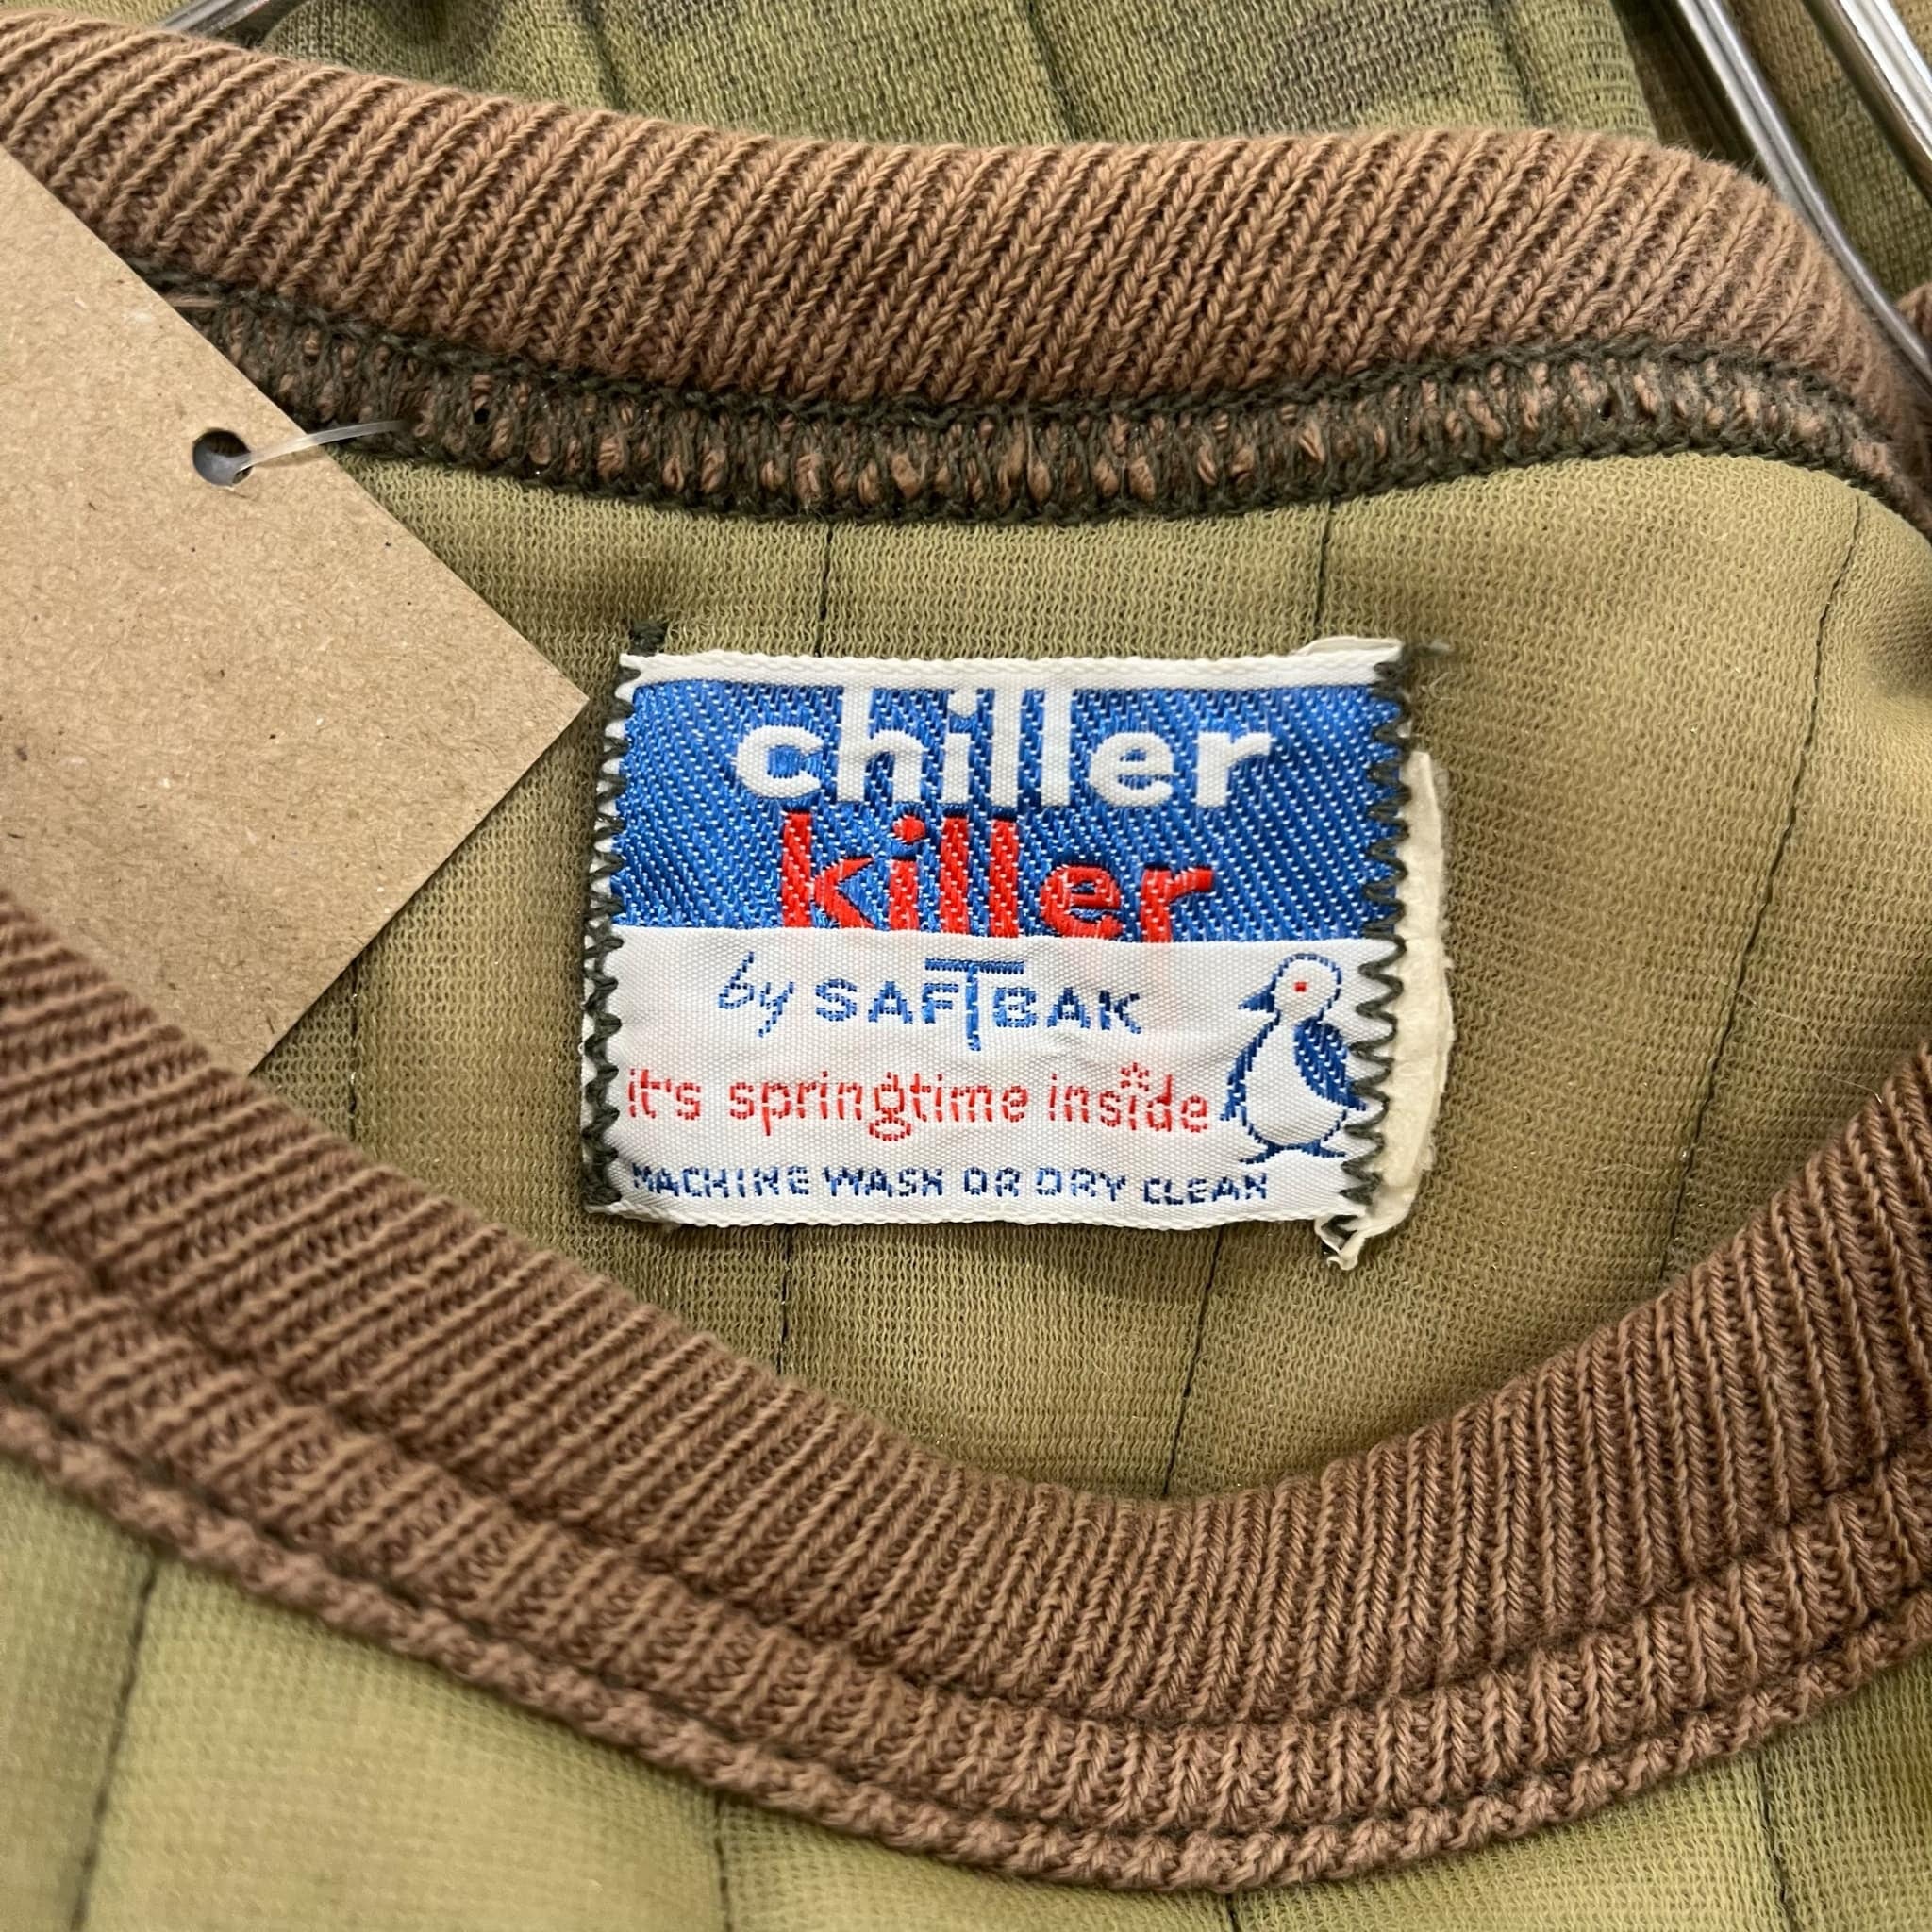 chiller
killer
by SAFTBAK
it's springtime inside
MACHINE WASH OR DRY CLEAN